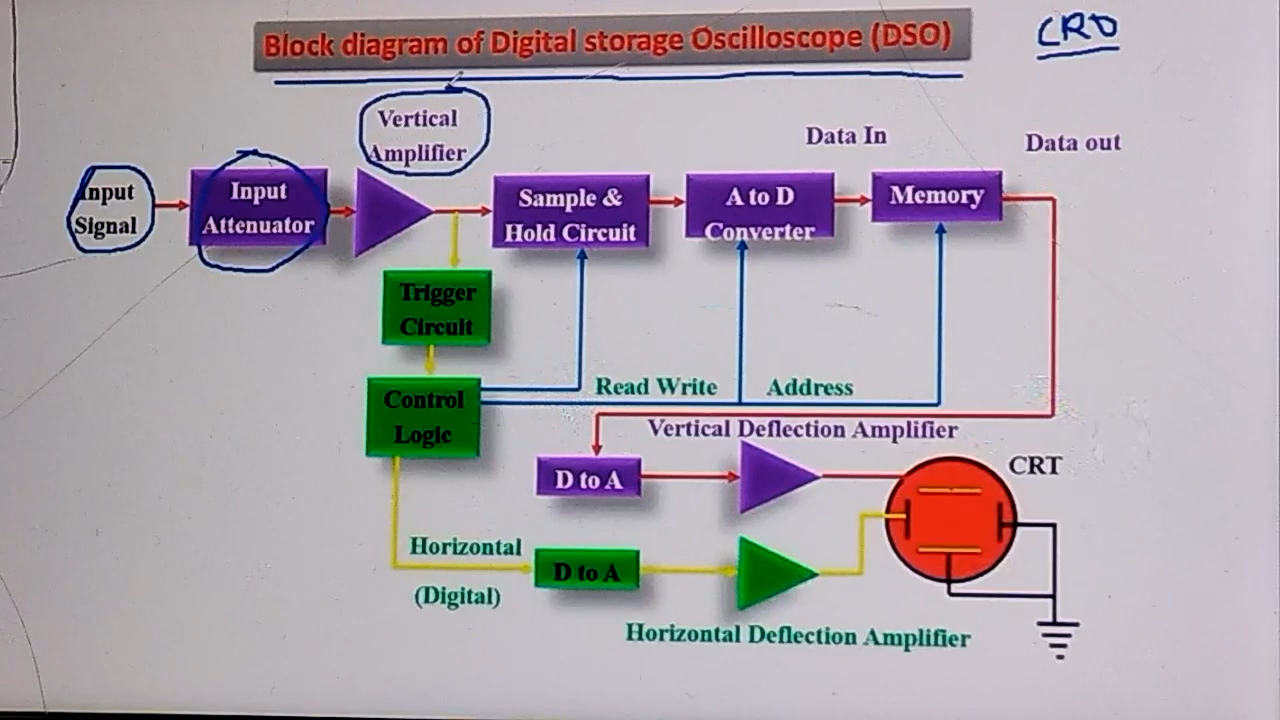 Block diagram of Digital storage Oscilloscope (DSO)
CRO
Vertical
Amplifier
Data In
Data out
Input
Signal
Input
Attenuator
Sample &
Hold Circuit
A to D
Converter
Memory
Trigger
Circuit
Control
Logic
Read Write
Address
Vertical Deflection Amplifier
D to A
CRT
Horizontal
(Digital)
D to A
Horizontal Deflection Amplifier